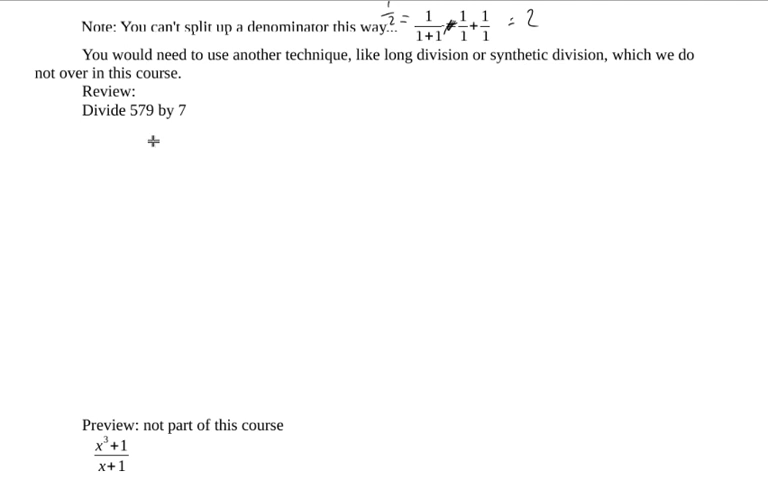 Note: You can't split up a denominator this way... 1/2 = 1/(1+1) ≠ 1/1 + 1/1 = 2
You would need to use another technique, like long division or synthetic division, which we do
not over in this course.
Review:
Divide 579 by 7
Preview: not part of this course
(x³+1)/(x+1)